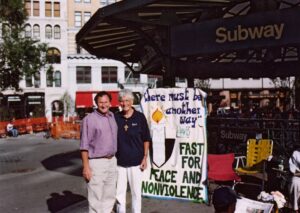 Subway
"there must be
another
way"
FAST
FOR
PEACE AND
NONVIOLENCE
SUBWAY